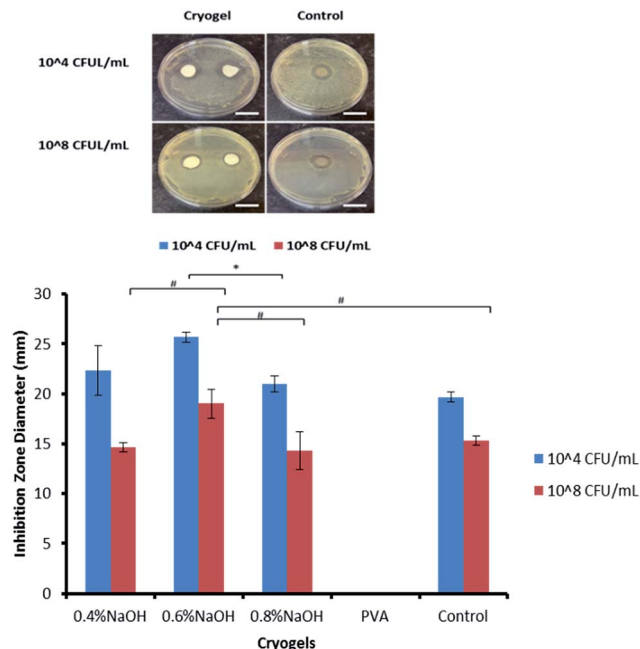 Cryogel Control
10^4 CFUL/mL
10^8 CFUL/mL
10^4 CFU/mL 10^8 CFU/mL
* 
#
#
#
30
25
20
15
10
5
0
Inhibition Zone Diameter (mm)
0.4%NaOH 0.6%NaOH 0.8%NaOH PVA Control
Cryogels
10^4 CFU/mL
10^8 CFU/mL